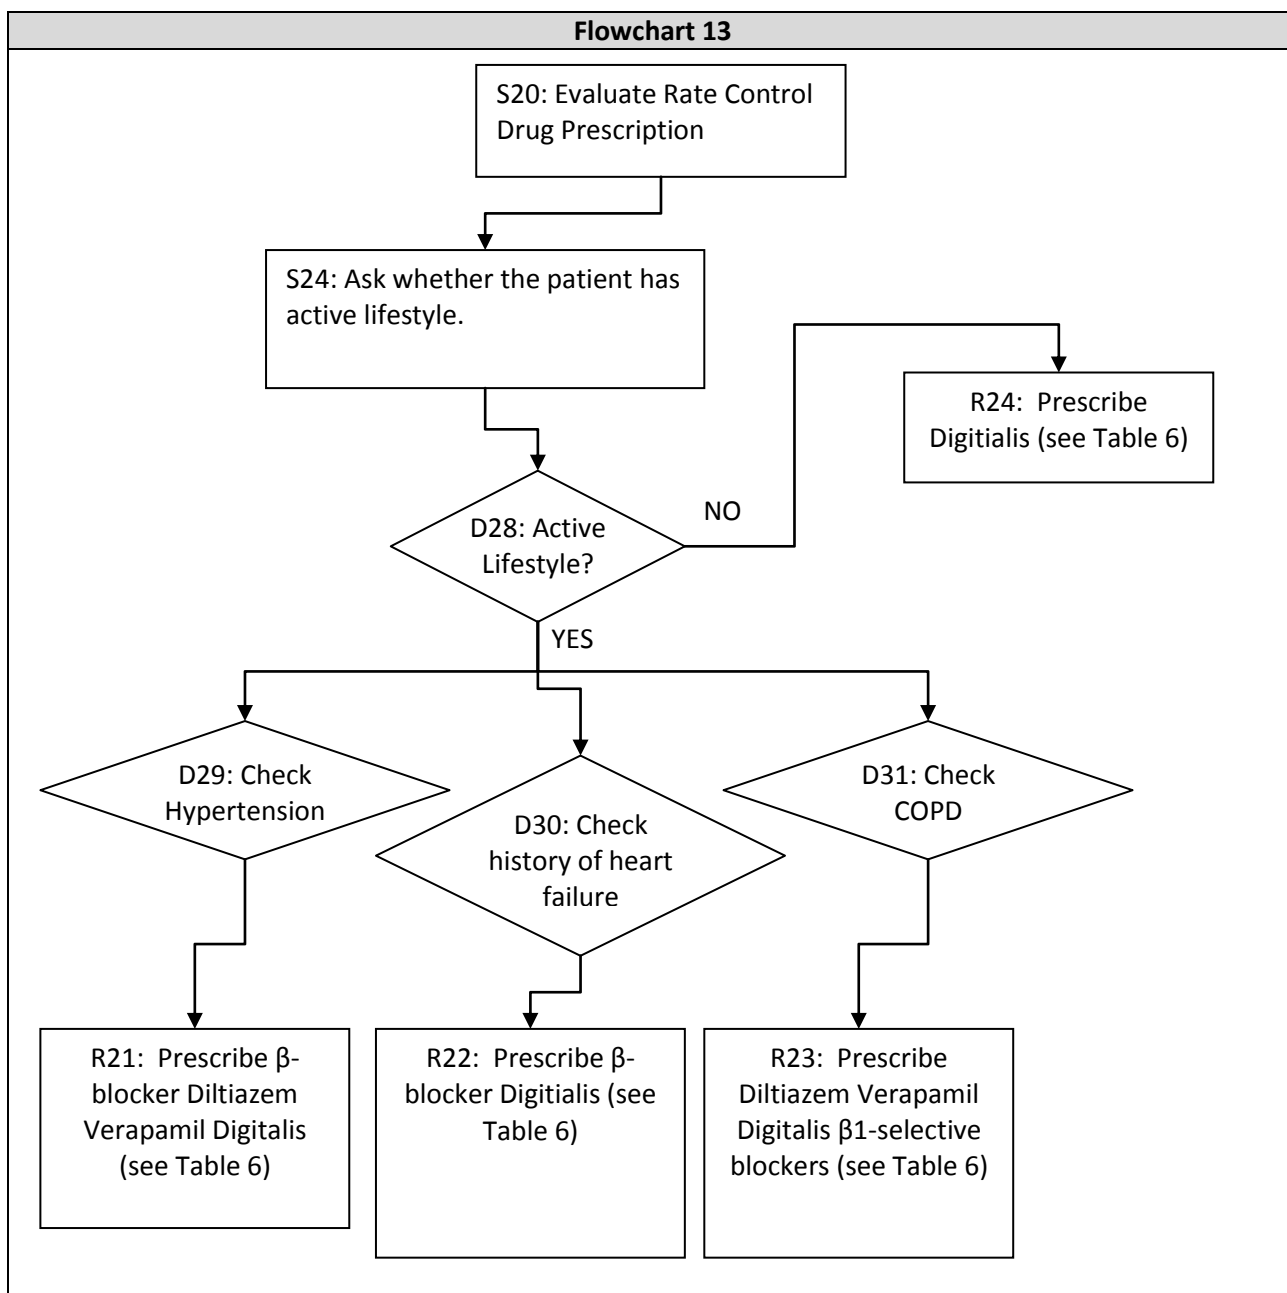 Flowchart 13
S20: Evaluate Rate Control
Drug Prescription
S24: Ask whether the patient has
active lifestyle.
R24:  Prescribe
Digitialis (see Table 6)
NO
D28: Active
Lifestyle?
YES
D29: Check
Hypertension
D30: Check
history of heart
failure
D31: Check
COPD
R21:  Prescribe β-
blocker Diltiazem
Verapamil Digitalis
(see Table 6)
R22:  Prescribe β-
blocker Digitialis (see
Table 6)
R23:  Prescribe
Diltiazem Verapamil
Digitalis β1-selective
blockers (see Table 6)